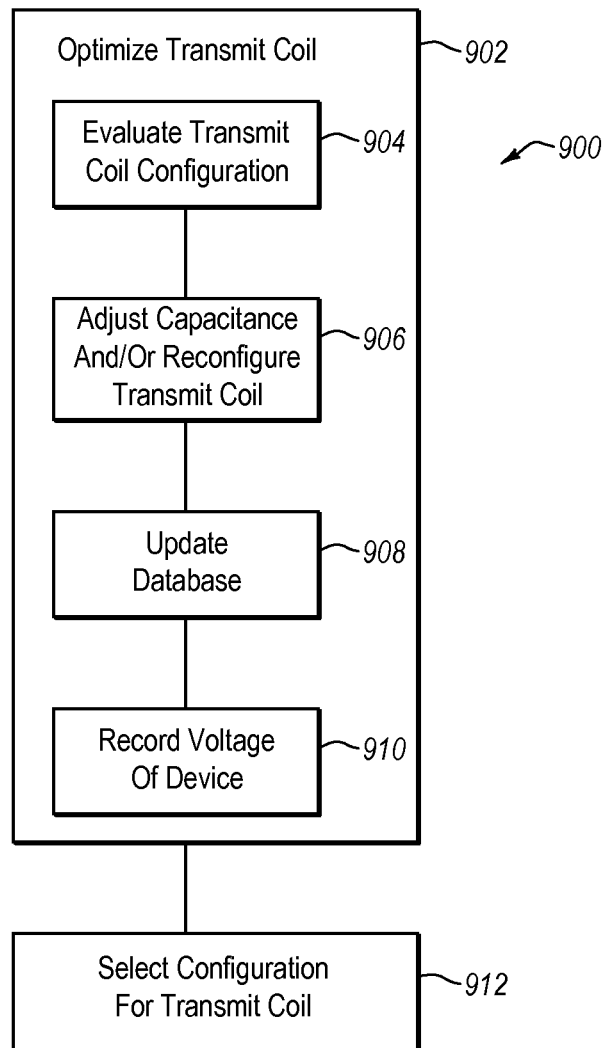 Optimize Transmit Coil
902
Evaluate Transmit
Coil Configuration
904
900
Adjust Capacitance
And/Or Reconfigure
Transmit Coil
906
Update
Database
908
Record Voltage
Of Device
910
Select Configuration
For Transmit Coil
912